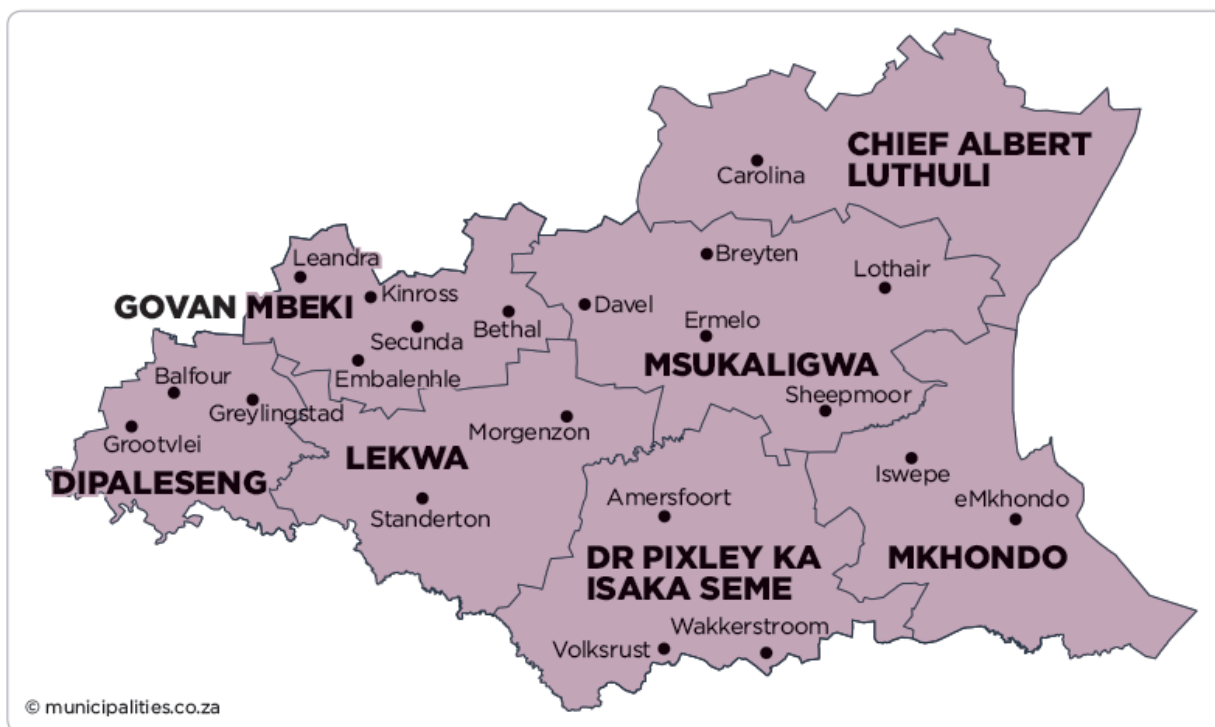 CHIEF ALBERT
LUTHULI
Carolina
Breyten
Lothair
Leandra
Kinross
GOVAN MBEKI
Davel
Bethal
Secunda
Ermelo
MSUKALIGWA
Embalenhle
Balfour
Sheepmoor
Greylingstad
Grootvlei
Morgenzon
LEKWA
DIPALESENG
Iswepe
eMkhondo
Amersfoort
Standerton
DR PIXLEY KA
ISAKA SEME
MKHONDO
Wakkerstroom
Volksrust
© municipalities.co.za